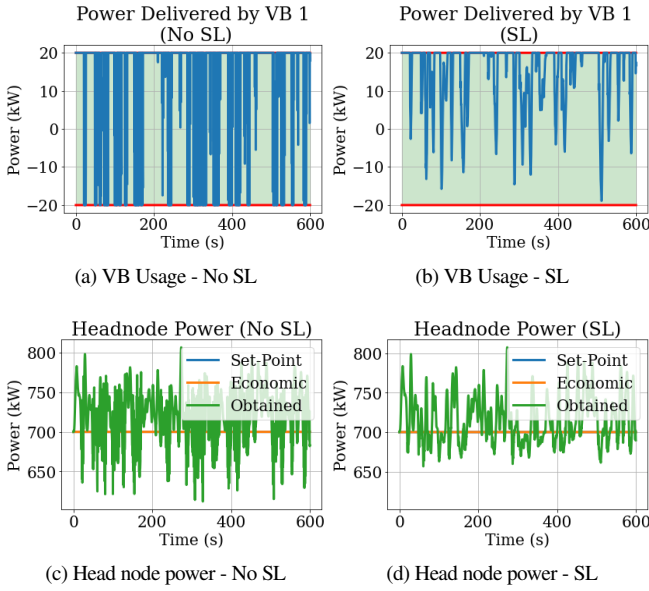 Power Delivered by VB 1
(No SL)
20
10
0
−10
−20
Power (kW)
0
200
400
600
Time (s)
(a) VB Usage - No SL
Power Delivered by VB 1
(SL)
20
10
0
−10
−20
Power (kW)
0
200
400
600
Time (s)
(b) VB Usage - SL
Headnode Power (No SL)
800
750
700
650
Power (kW)
Set-Point
Economic
Obtained
0
200
400
600
Time (s)
(c) Head node power - No SL
Headnode Power (SL)
800
750
700
650
Power (kW)
Set-Point
Economic
Obtained
0
200
400
600
Time (s)
(d) Head node power - SL